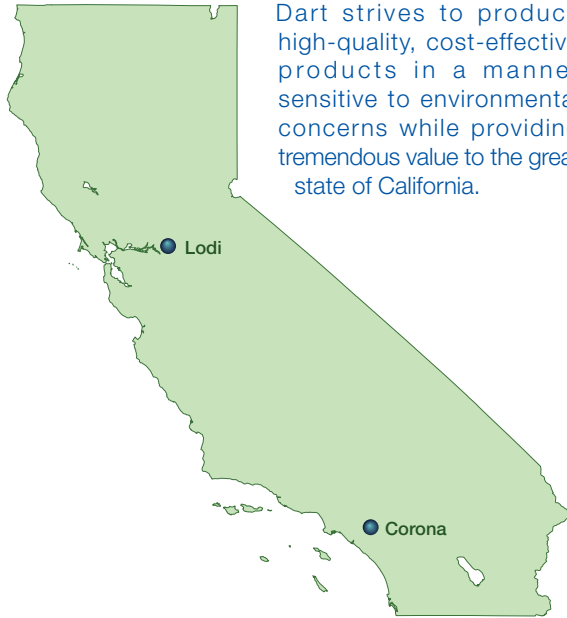 Dart strives to produc
high-quality, cost-effectiv
products in a manne
sensitive to environmenta
concerns while providin
tremendous value to the grea
state of California.
Lodi
Corona